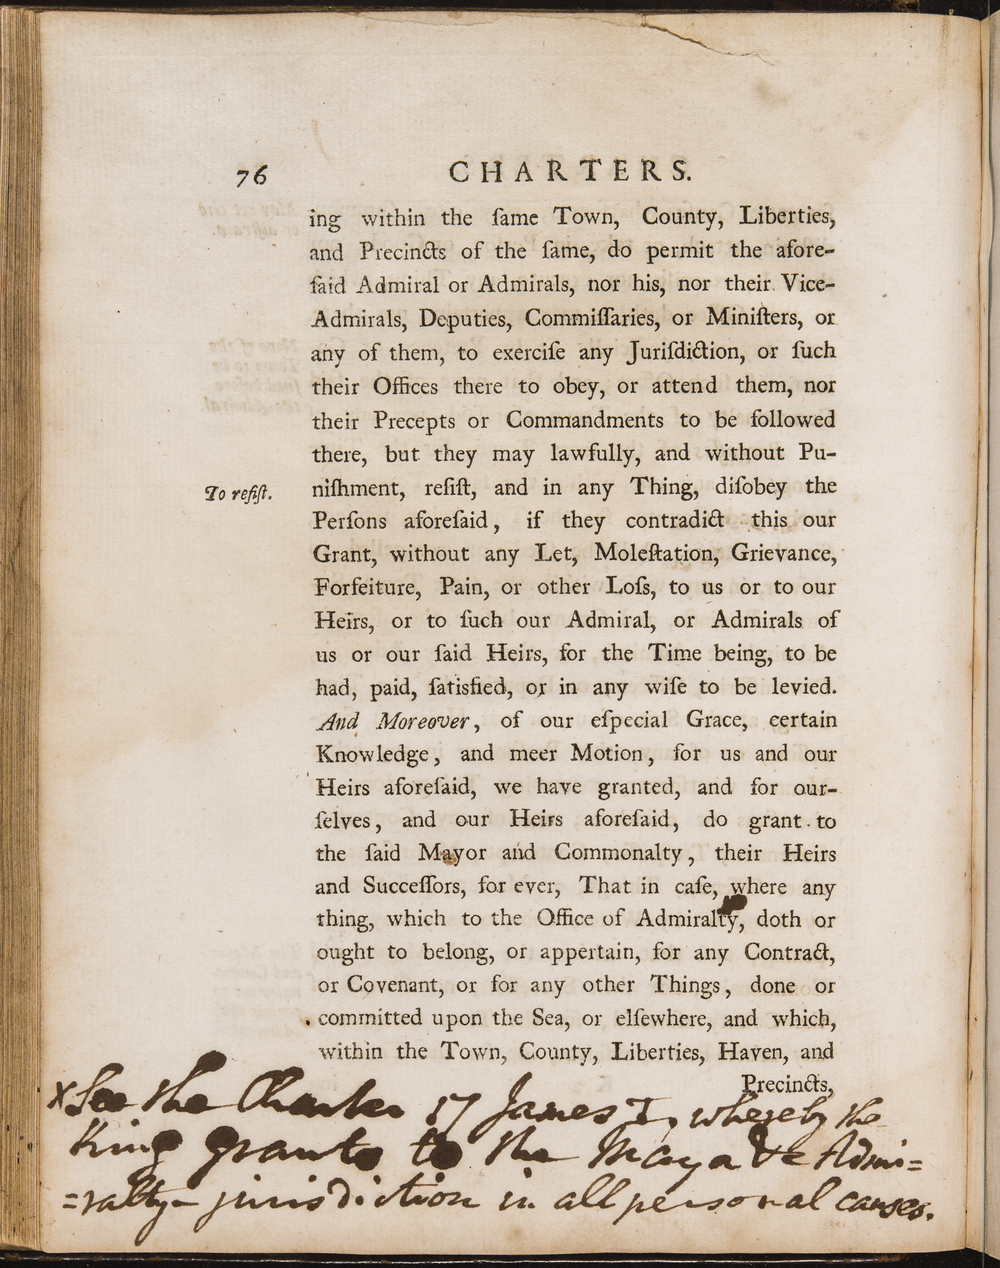 76 CHARTERS.
ing within the ſame Town, County, Liberties,
and Precincts of the ſame, do permit the afore-
ſaid Admiral or Admirals, nor his, nor their Vice-
Admirals, Deputies, Commiſſaries, or Miniſters, or
any of them, to exerciſe any Juriſdiction, or ſuch
their Offices there to obey, or attend them, nor
their Precepts or Commandments to be followed
there, but they may lawfully, and without Pu-
To reſiſt.
niſhment, reſiſt, and in any Thing, diſobey the
Perſons aforeſaid, if they contradict this our
Grant, without any Let, Moleſtation, Grievance,
Forfeiture, Pain, or other Loſs, to us or to our
Heirs, or to ſuch our Admiral, or Admirals of
us or our ſaid Heirs, for the Time being, to be
had, paid, ſatisfied, or in any wiſe to be levied.
And Moreover, of our eſpecial Grace, certain
Knowledge, and meer Motion, for us and our
Heirs aforeſaid, we have granted, and for our-
ſelves, and our Heirs aforeſaid, do grant to
the ſaid Mayor and Commonalty, their Heirs
and Succeſſors, for ever, That in caſe, where any
thing, which to the Office of Admiralty, doth or
ought to belong, or appertain, for any Contract,
or Covenant, or for any other Things, done or
committed upon the Sea, or elſewhere, and which,
within the Town, County, Liberties, Haven, and
Precincts,
x See the Charter 17 James I, whereby the
King grants to the Mayor &c Admi=
=ralty jurisdiction in all personal causes.